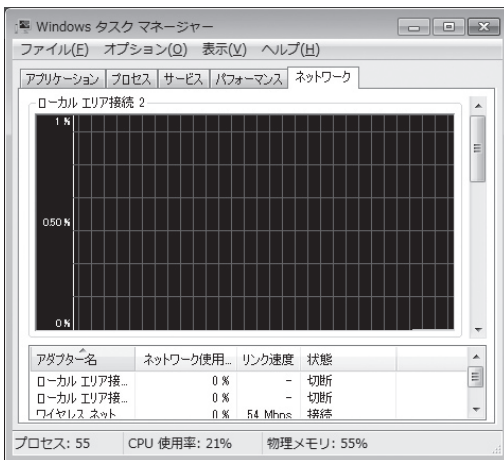 Windows タスク マネージャー
ファイル(F) オプション(O) 表示(V) ヘルプ(H)
アプリケーション プロセス サービス パフォーマンス ネットワーク
ローカル エリア接続 2
1 %
0.50 %
0 %
アダプター名 ネットワーク使用... リンク速度 状態
ローカル エリア接... 0 % - 切断
ローカル エリア接... 0 % - 切断
ワイヤレス ネット 0 % 54 Mbps 接続
プロセス: 55 CPU 使用率: 21% 物理メモリ: 55%